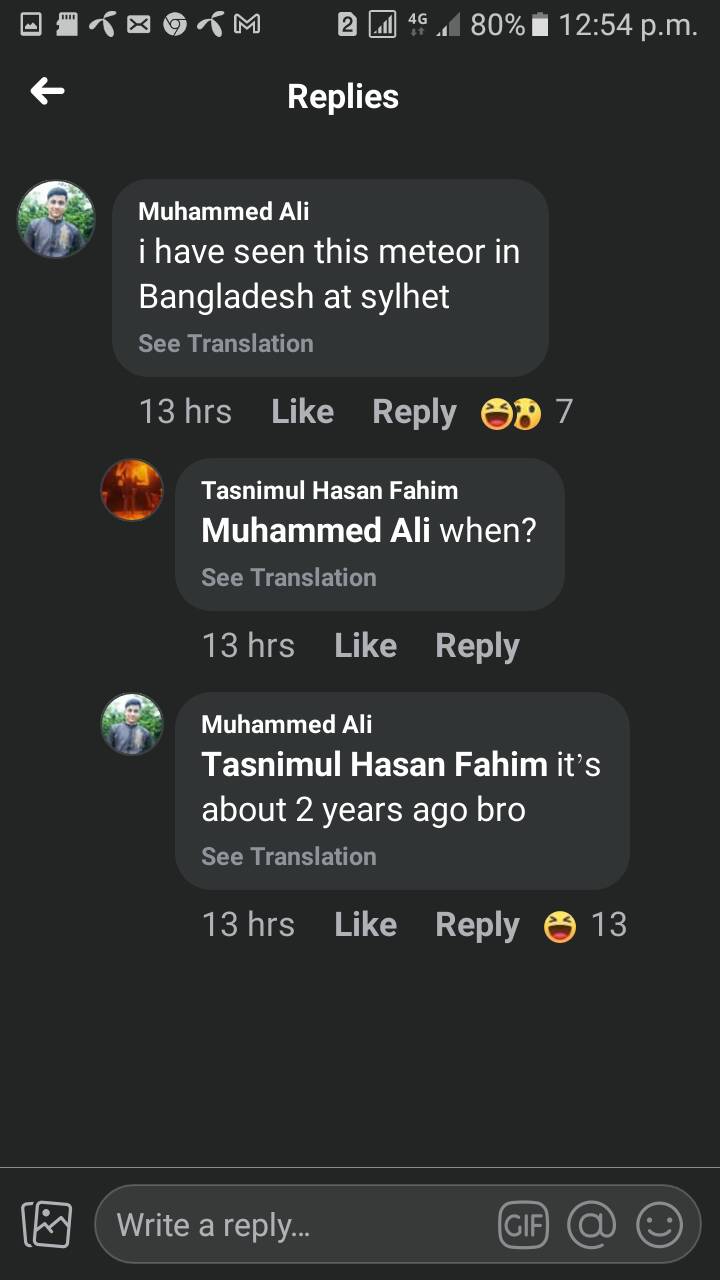 2 4G 80% 12:54 p.m.
Replies
Muhammed Ali
i have seen this meteor in
Bangladesh at sylhet
See Translation
13 hrs Like Reply 7
Tasnimul Hasan Fahim
Muhammed Ali when?
See Translation
13 hrs Like Reply
Muhammed Ali
Tasnimul Hasan Fahim it's
about 2 years ago bro
See Translation
13 hrs Like Reply 13
Write a reply... GIF @